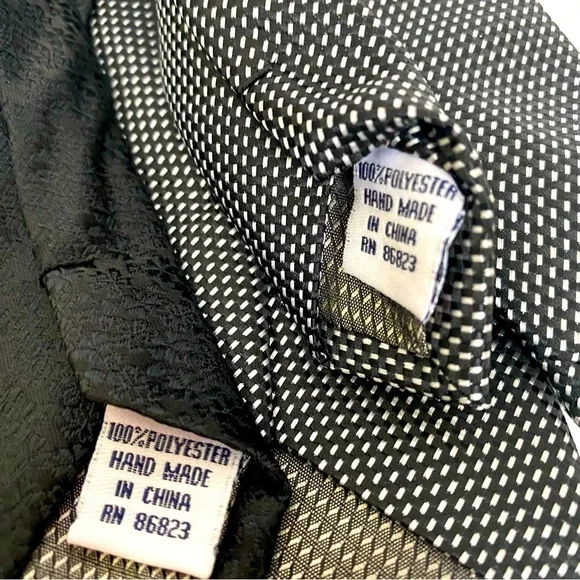 100%POLYESTER
HAND MADE
IN CHINA
RN 86823
100%POLYESTER
HAND MADE
IN CHINA
RN 86823